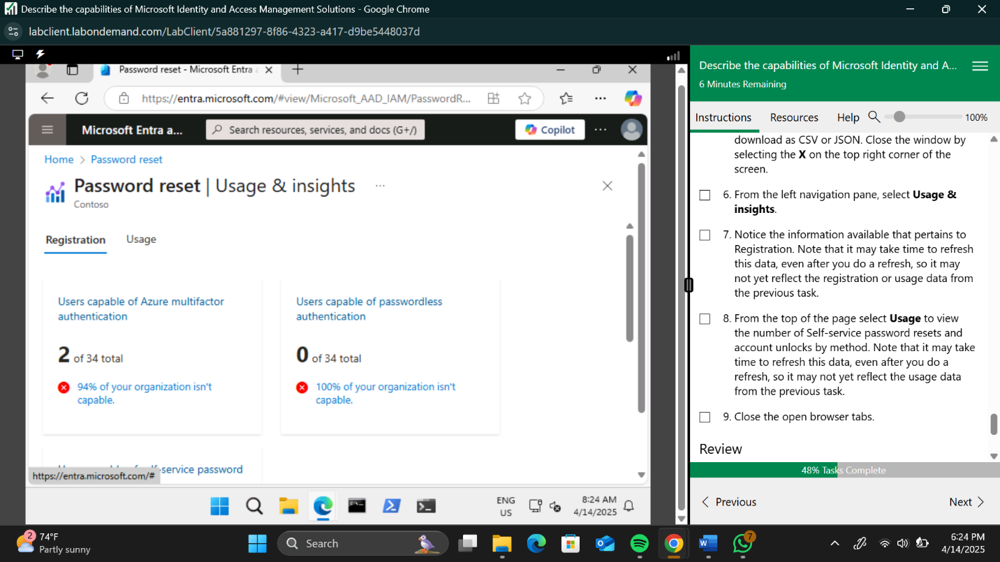 Describe the capabilities of Microsoft Identity and Access Management Solutions - Google Chrome
labclient.labondemand.com/LabClient/5a881297-8f86-4323-a417-d9be5448037d
Password reset - Microsoft Entra a
https://entra.microsoft.com/#view/Microsoft_AAD_IAM/PasswordR...
Microsoft Entra a...
Search resources, services, and docs (G+/)
Copilot
Home > Password reset
Password reset | Usage & insights
Contoso
Registration
Usage
Users capable of Azure multifactor
authentication
2 of 34 total
94% of your organization isn't
capable.
Users capable of passwordless
authentication
0 of 34 total
100% of your organization isn't
capable.
-service password
https://entra.microsoft.com/#
ENG
US
8:24 AM
4/14/2025
Describe the capabilities of Microsoft Identity and A...
6 Minutes Remaining
Instructions
Resources
Help
100%
download as CSV or JSON. Close the window by
selecting the X on the top right corner of the
screen.
6. From the left navigation pane, select Usage &
insights.
7. Notice the information available that pertains to
Registration. Note that it may take time to refresh
this data, even after you do a refresh, so it may
not yet reflect the registration or usage data from
the previous task.
8. From the top of the page select Usage to view
the number of Self-service password resets and
account unlocks by method. Note that it may take
time to refresh this data, even after you do a
refresh, so it may not yet reflect the usage data
from the previous task.
9. Close the open browser tabs.
Review
48% Tasks Complete
Previous
Next
2
74°F
Partly sunny
Search
7
6:24 PM
4/14/2025